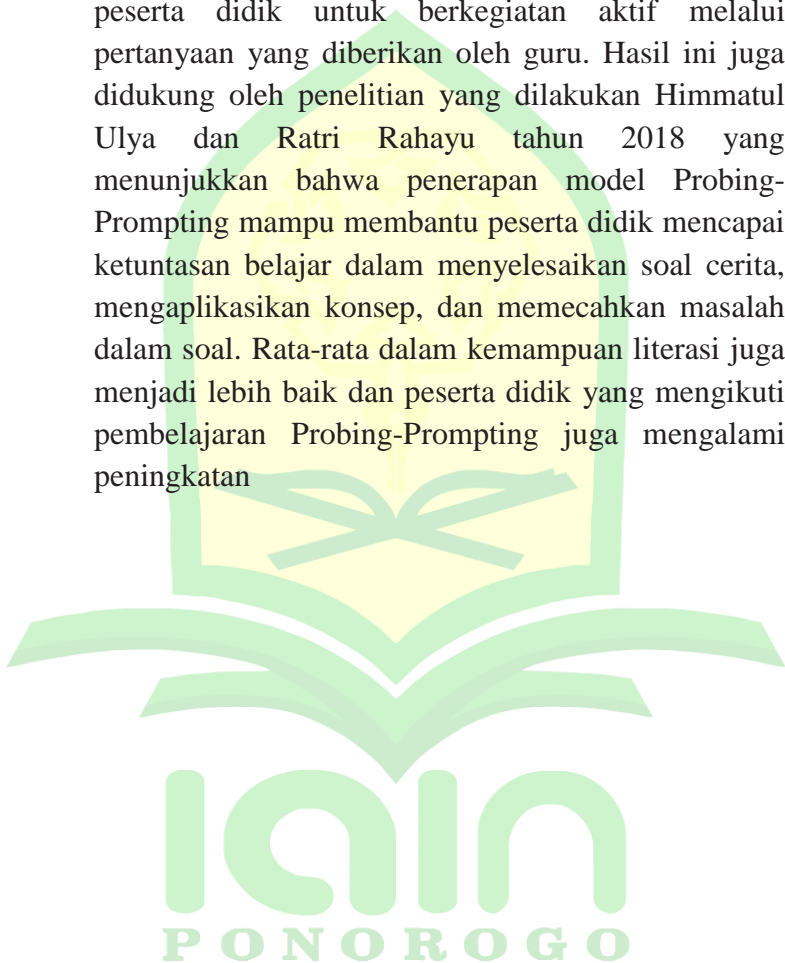 peserta didik untuk berkegiatan aktif melalui
pertanyaan yang diberikan oleh guru. Hasil ini juga
didukung oleh penelitian yang dilakukan Himmatul
Ulya dan Ratri Rahayu tahun 2018 yang
menunjukkan bahwa penerapan model Probing-
Prompting mampu membantu peserta didik mencapai
ketuntasan belajar dalam menyelesaikan soal cerita,
mengaplikasikan konsep, dan memecahkan masalah
dalam soal. Rata-rata dalam kemampuan literasi juga
menjadi lebih baik dan peserta didik yang mengikuti
pembelajaran Probing-Prompting juga mengalami
peningkatan
iain
PONOROGO